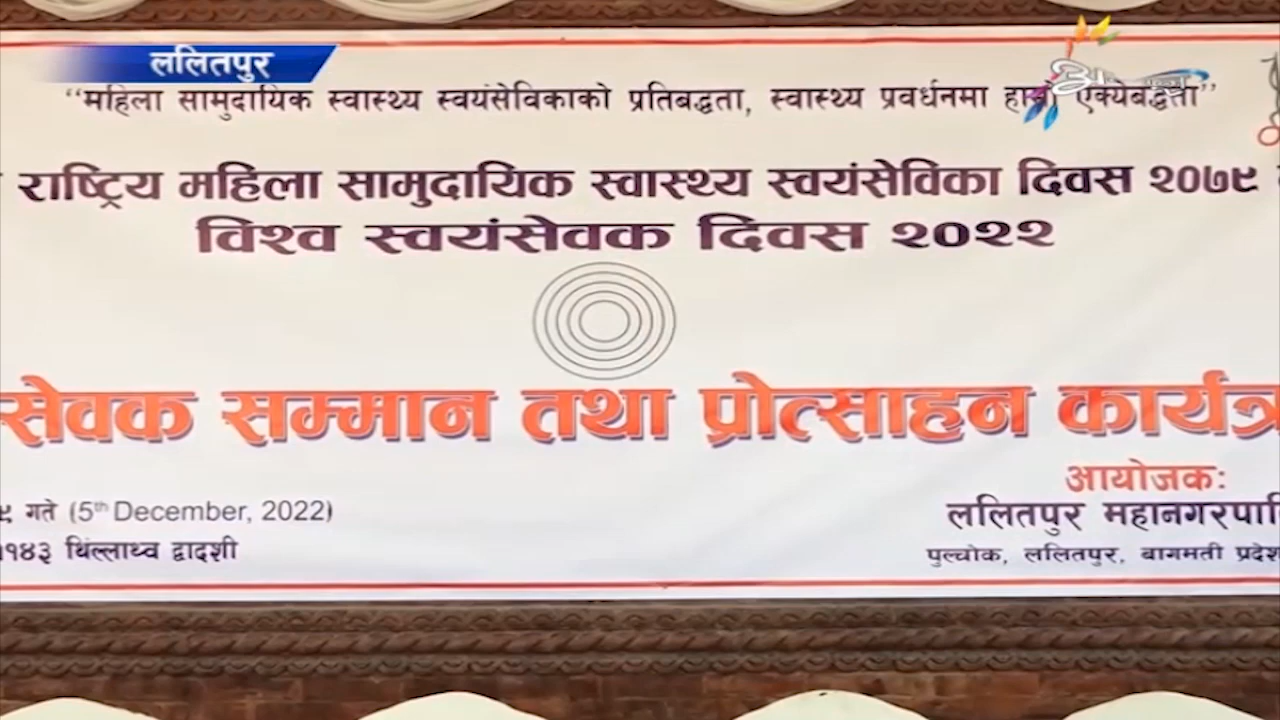 ललितपुर
“महिला सामुदायिक स्वास्थ्य स्वयंसेविकाको प्रतिबद्धता, स्वास्थ्य प्रवर्धनमा हाम्रो एक्यबद्धता”
राष्ट्रिय महिला सामुदायिक स्वास्थ्य स्वयंसेविका दिवस २०७९
विश्व स्वयंसेवक दिवस २०२२
सेवक सम्मान तथा प्रोत्साहन कार्यक्र
९ गते (5th December, 2022)
आयोजक:
ललितपुर महानगरपालि
११४३ थिंल्लाथ्व द्वादशी
पुल्चोक, ललितपुर, बागमती प्रदेश